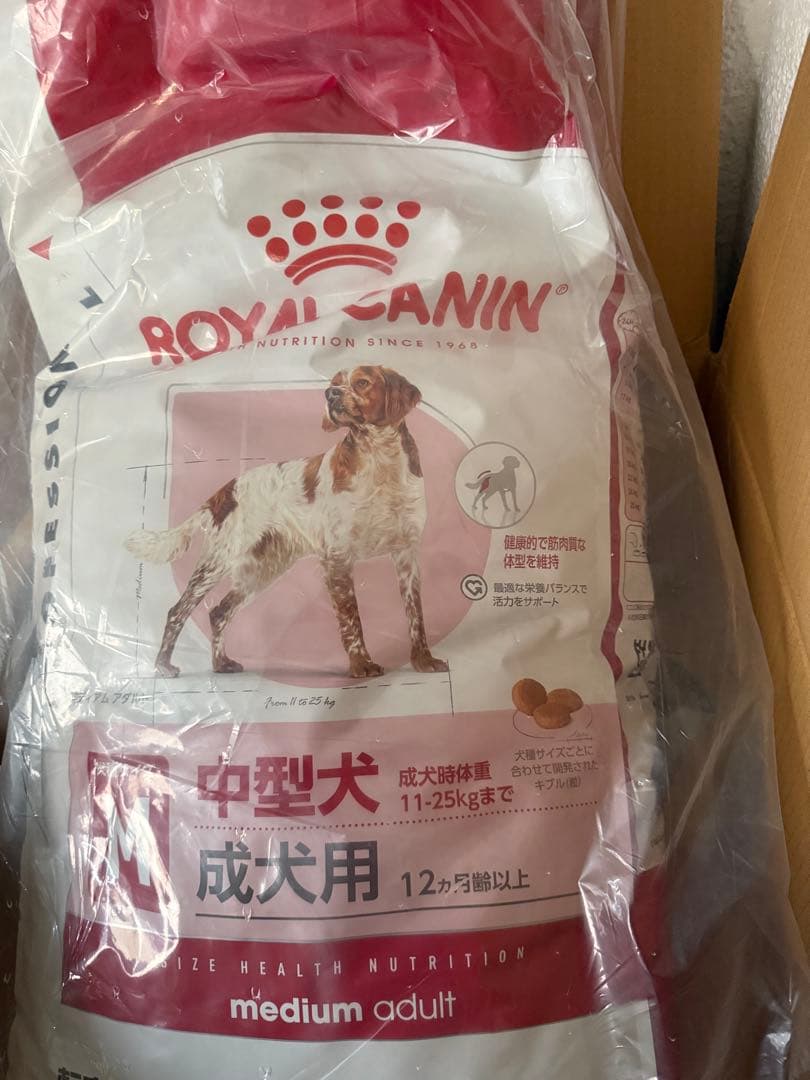 ROYAL CANIN®
NUTRITION SINCE 1968
健康的で筋肉質な
体型を維持
最適な栄養バランスで
活力をサポート
Medium
From 11 to 25 kg
犬種サイズごとに
合わせて開発された
キブル(粒)
M
中型犬
成犬時体重
11-25kgまで
成犬用
12ヵ月齢以上
SIZE HEALTH NUTRITION
medium adult